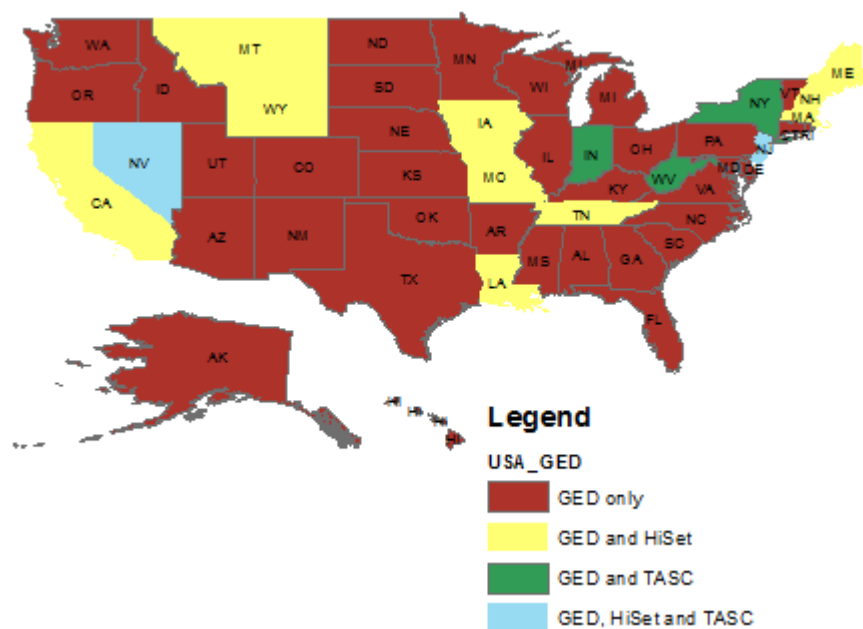 WA
MT
ND
MN
MI
ME
OR
ID
SD
WI
MI
NY
VT
NH
WY
MA
CTRI
NV
NE
IA
PA
NJ
UT
CO
IL
IN
OH
MD
DE
CA
KS
MO
WV
VA
KY
AZ
NM
OK
AR
TN
NC
SC
TX
LA
MS
AL
GA
FL
AK
HI
HI
HI
HI
Legend
USA_GED
GED only
GED and HiSet
GED and TASC
GED, HiSet and TASC